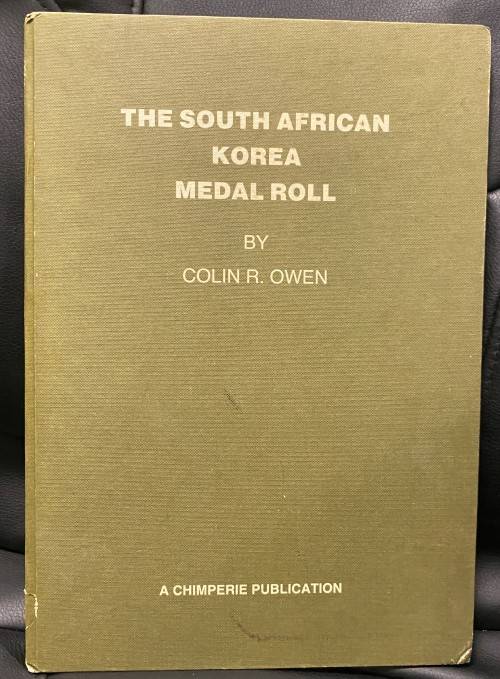 THE SOUTH AFRICAN
KOREA
MEDAL ROLL
BY
COLIN R. OWEN
A CHIMPERIE PUBLICATION